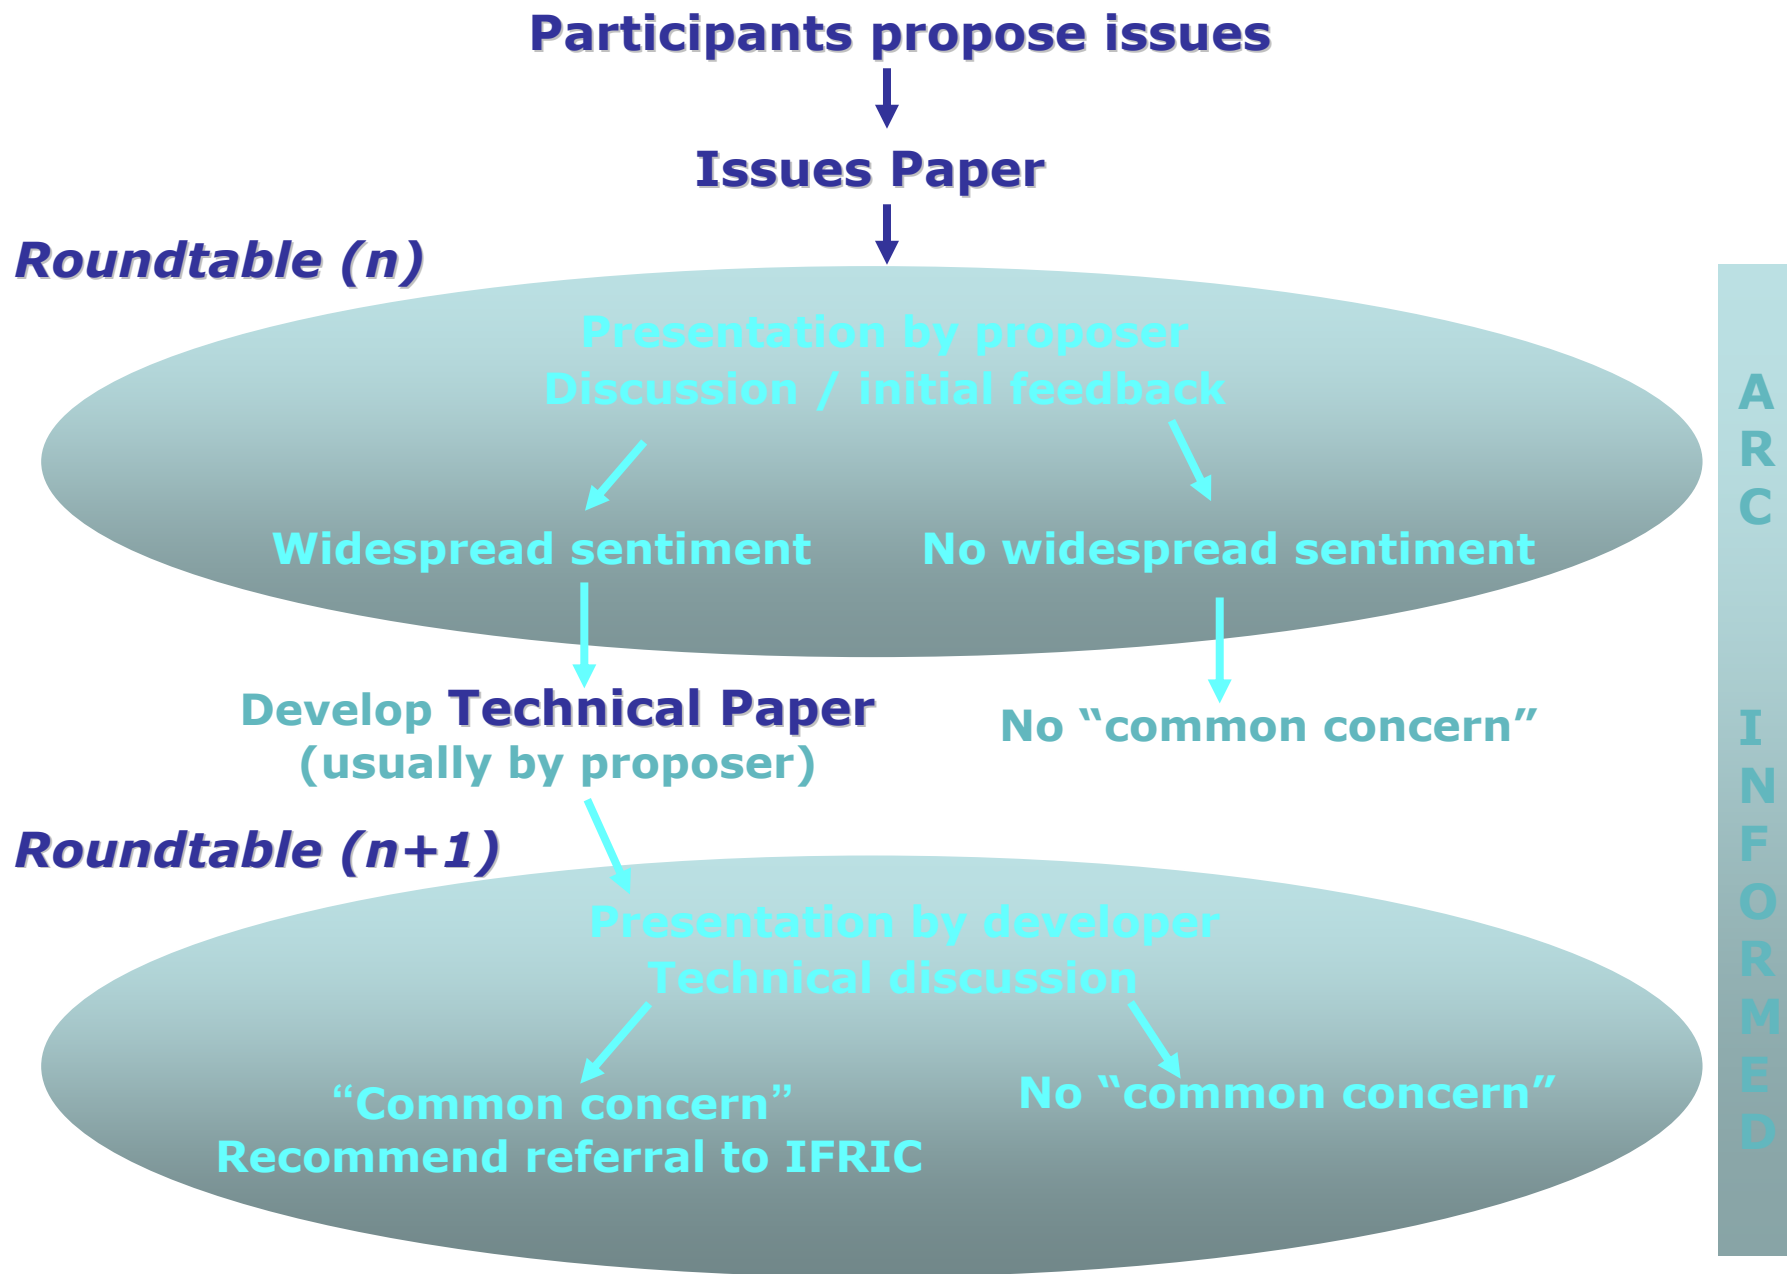 Participants propose issues
Issues Paper
Roundtable (n)
Presentation by proposer
Discussion / initial feedback
Widespread sentiment
No widespread sentiment
Develop Technical Paper
(usually by proposer)
No “common concern”
Roundtable (n+1)
Presentation by developer
Technical discussion
“Common concern”
Recommend referral to IFRIC
No “common concern”
ARC
INFORMED